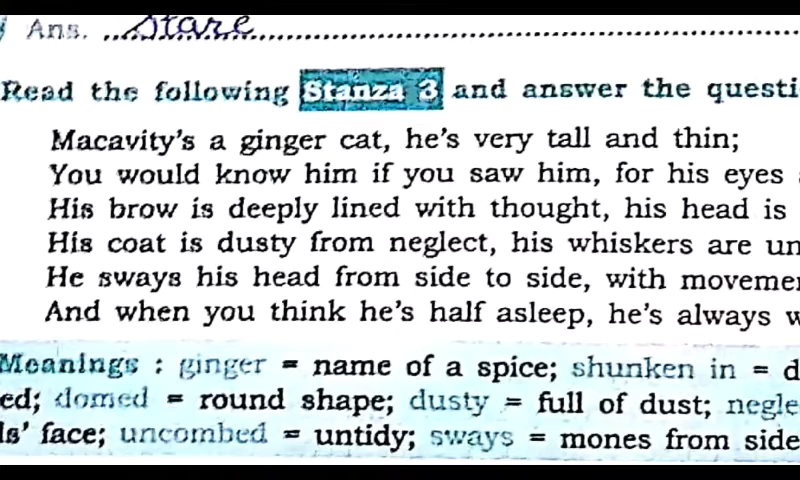 Ans. stare
Read the following Stanza 3 and answer the questi
Macavity's a ginger cat, he's very tall and thin;
You would know him if you saw him, for his eyes
His brow is deeply lined with thought, his head is
His coat is dusty from neglect, his whiskers are un
He sways his head from side to side, with movemen
And when you think he's half asleep, he's always w
Meanings : ginger = name of a spice; shunken in = d
ed; domed = round shape; dusty = full of dust; negle
ls' face; uncombed = untidy; sways = mones from side